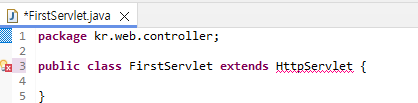 *FirstServlet.java
1 package kr.web.controller;
2
3 public class FirstServlet extends HttpServlet {
4
5 }